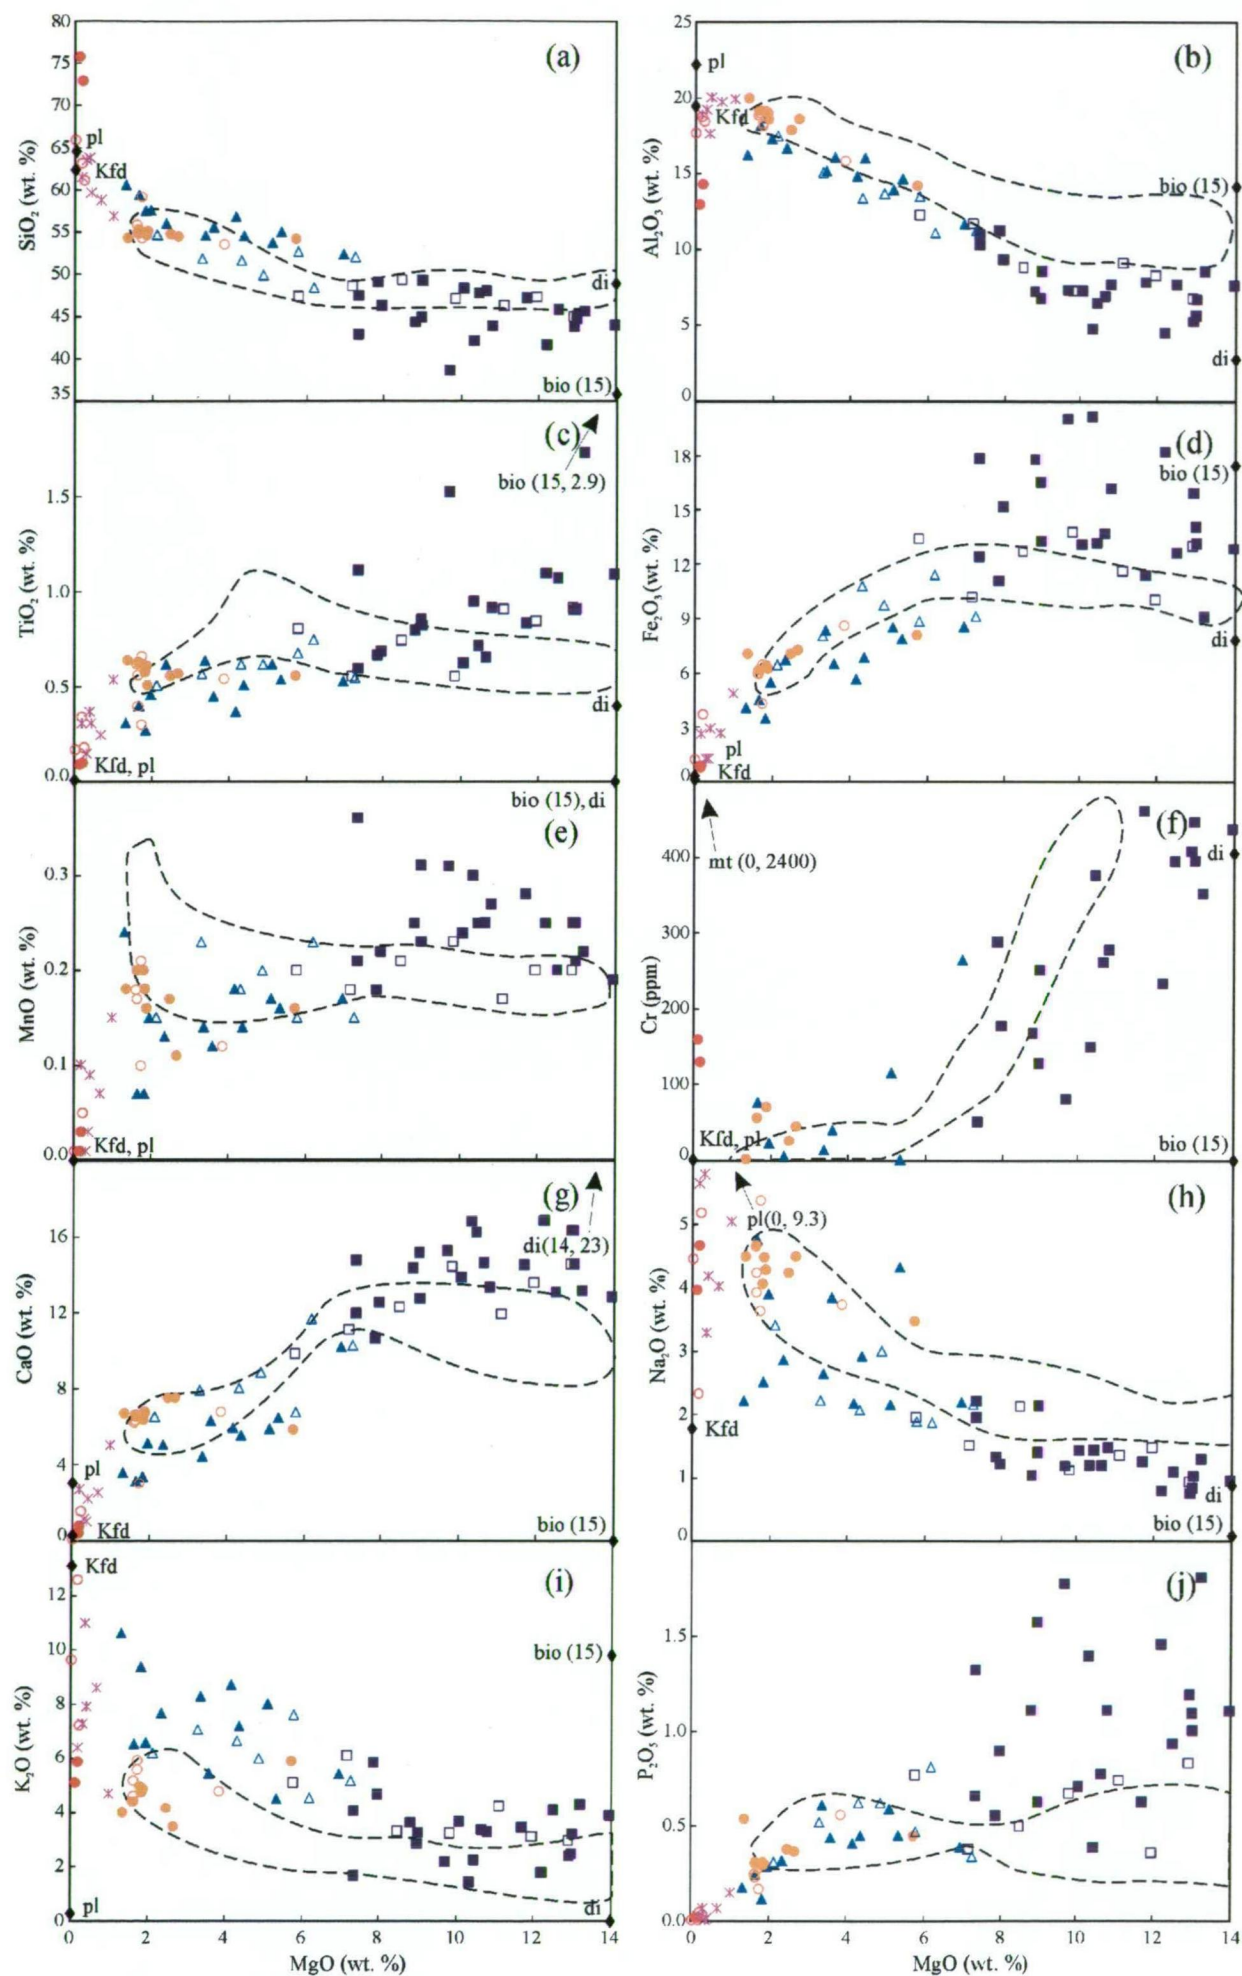 80
75
70
65
60
55
50
45
40
35
SiO₂ (wt. %)
(a)
pl
Kfd
di
bio (15)
25
20
15
10
5
0
Al₂O₃ (wt. %)
(b)
pl
Kfd
bio (15)
di
1.5
1.0
0.5
0.0
TiO₂ (wt. %)
(c)
bio (15, 2.9)
di
Kfd, pl
18
15
12
9
6
3
0
Fe₂O₃ (wt. %)
(d)
bio (15)
di
pl
Kfd
0.3
0.2
0.1
0.0
MnO (wt. %)
bio (15), di
(e)
Kfd, pl
400
300
200
100
0
Cr (ppm)
(f)
di
mt (0, 2400)
Kfd, pl
bio (15)
16
12
8
4
0
CaO (wt. %)
(g)
di(14, 23)
pl
Kfd
bio (15)
5
4
3
2
1
0
Na₂O (wt. %)
(h)
pl(0, 9.3)
Kfd
di
bio (15)
12
10
8
6
4
2
0
K₂O (wt. %)
Kfd
(i)
bio (15)
pl
di
0 2 4 6 8 10 12 14
MgO (wt. %)
1.5
1.0
0.5
0
P₂O₅ (wt. %)
(j)
0 2 4 6 8 10 12 14
MgO (wt. %)